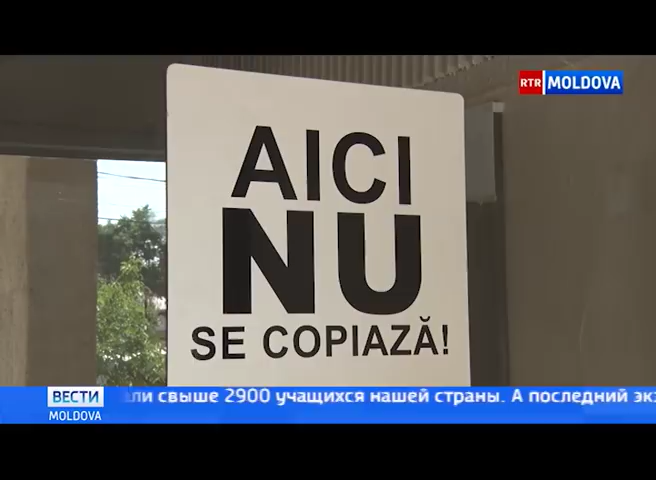 RTR MOLDOVA
AICI
NU
SE COPIAZĂ!
ВЕСТИ
MOLDOVA
свыше 2900 учащихся нашей страны. А последний